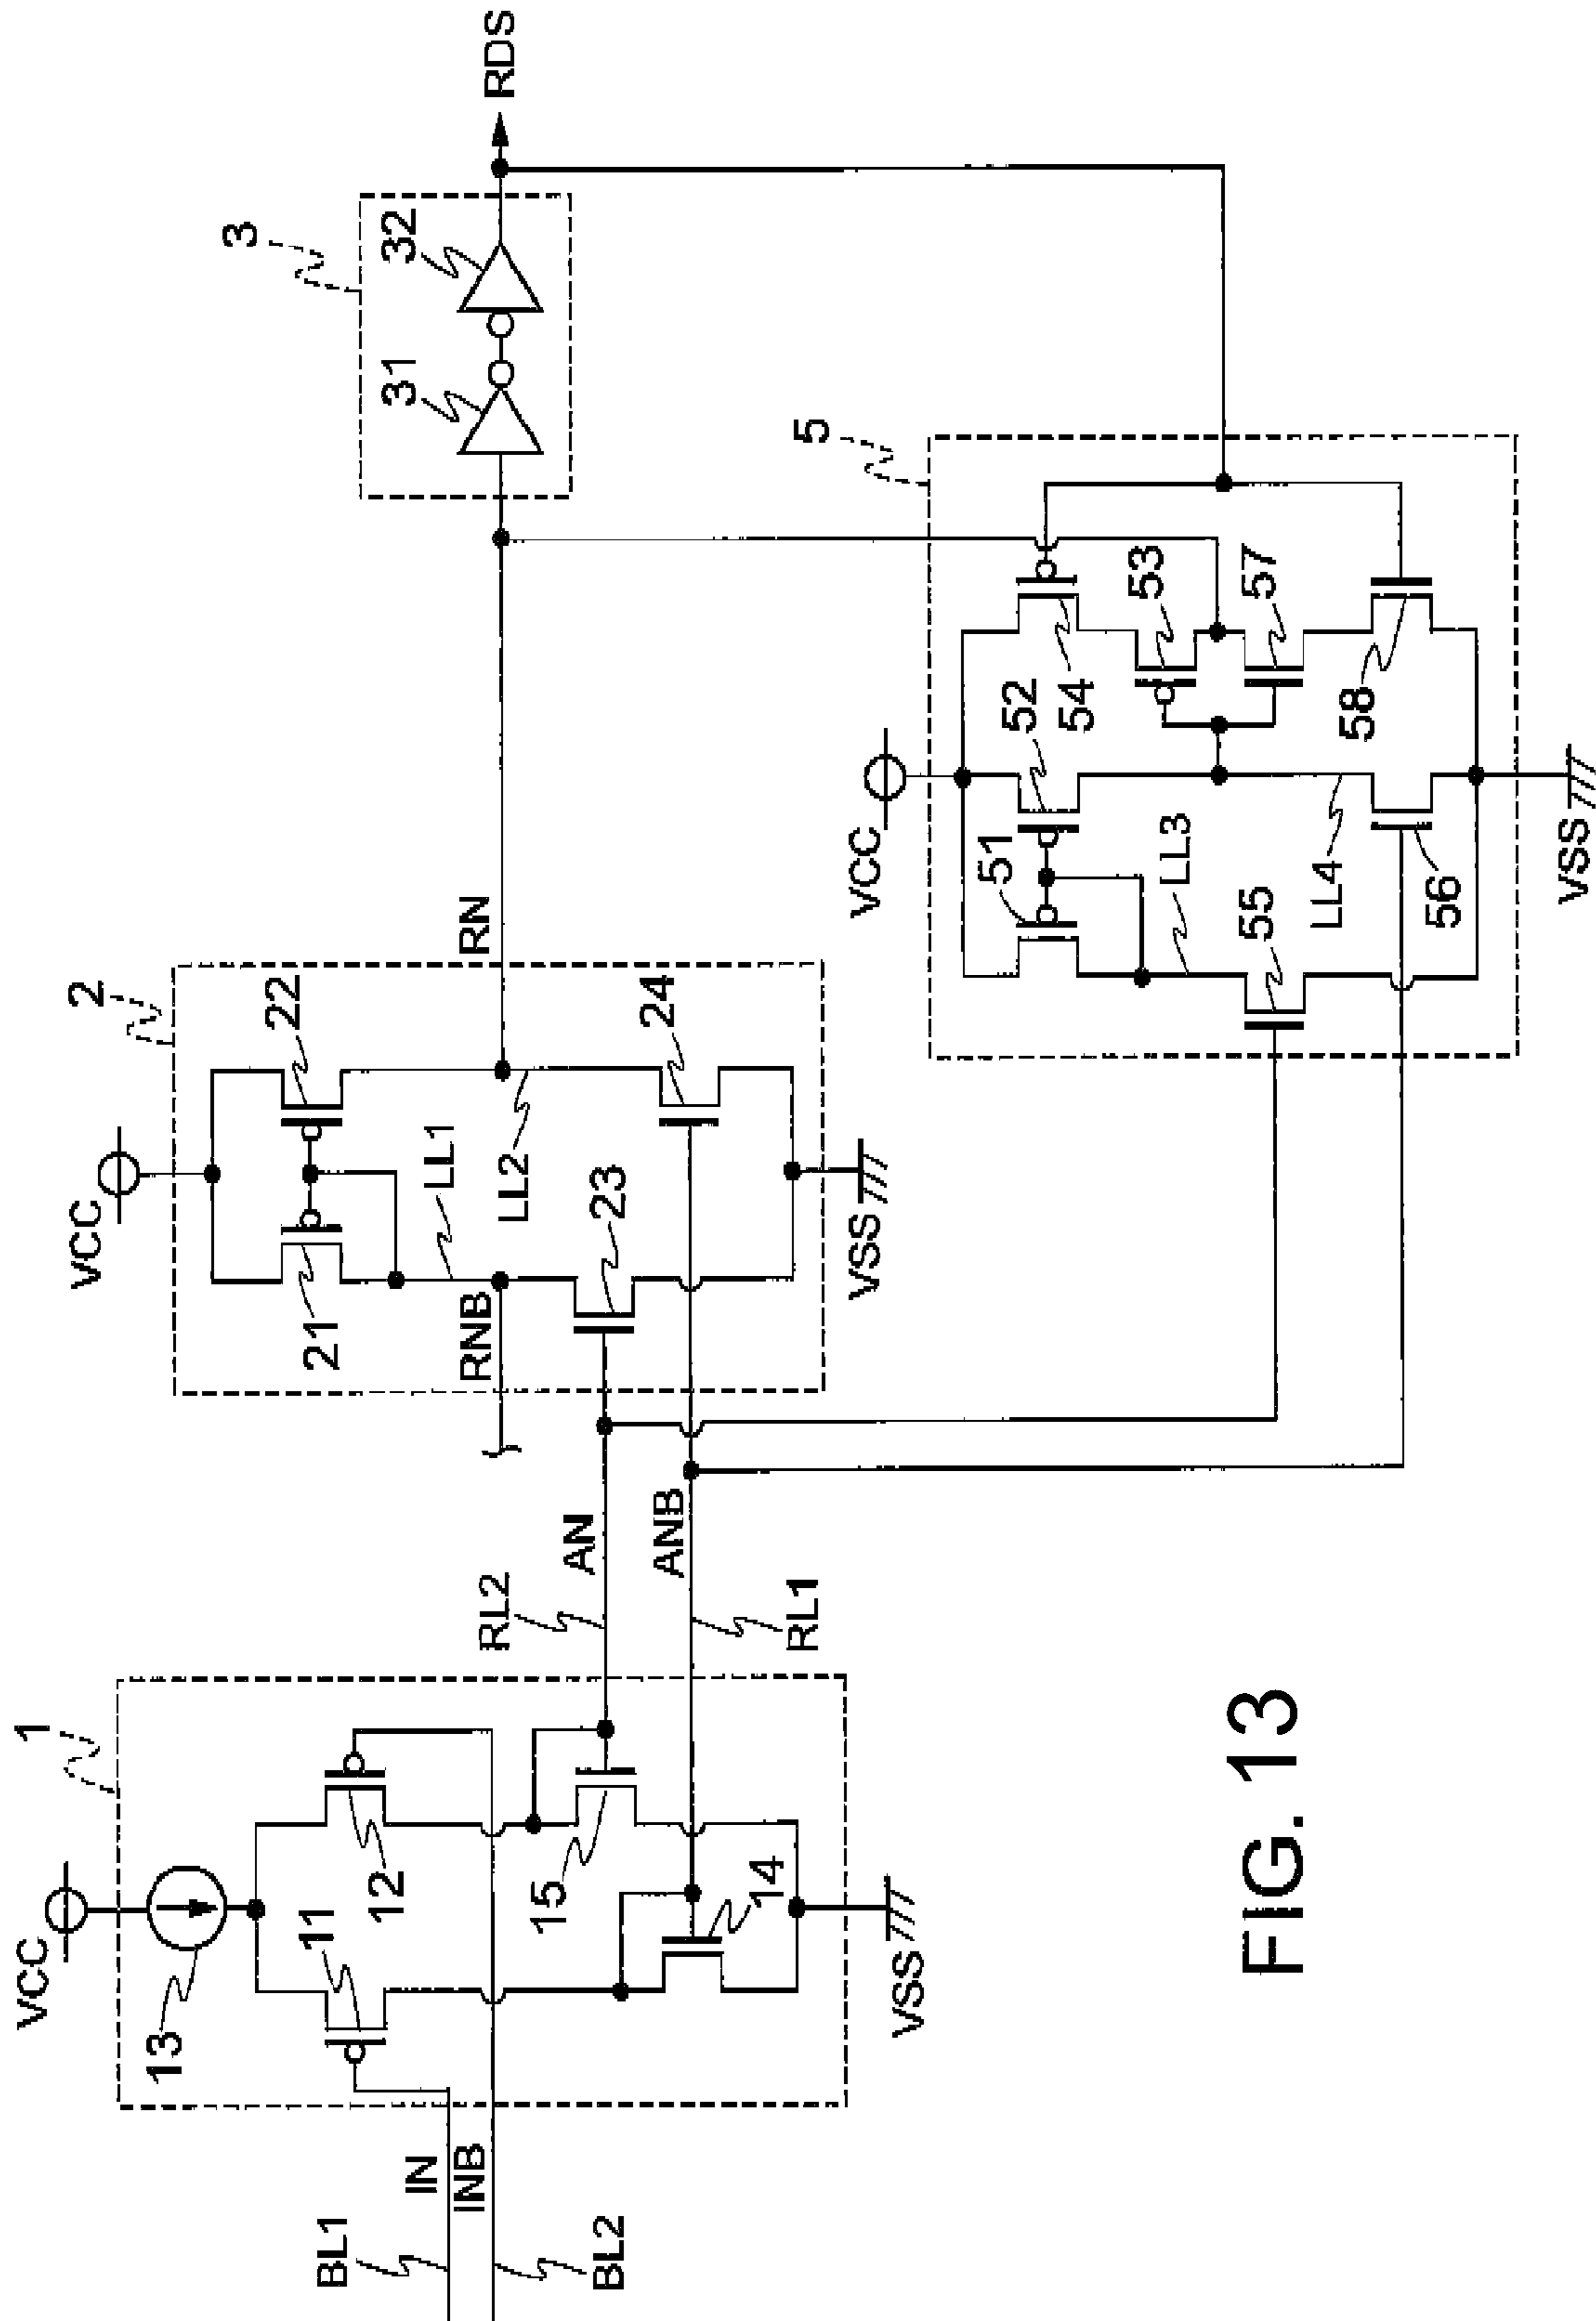 VCC
13
1
11
12
IN
INB
BL1
BL2
15
14
VSS
RL2
AN
ANB
RL1
VCC
2
21
22
LL1
RNB
LL2
23
24
VSS
RN
3
31
32
RDS
5
VCC
51
52
54
53
LL3
57
55
LL4
56
58
VSS
FIG. 13